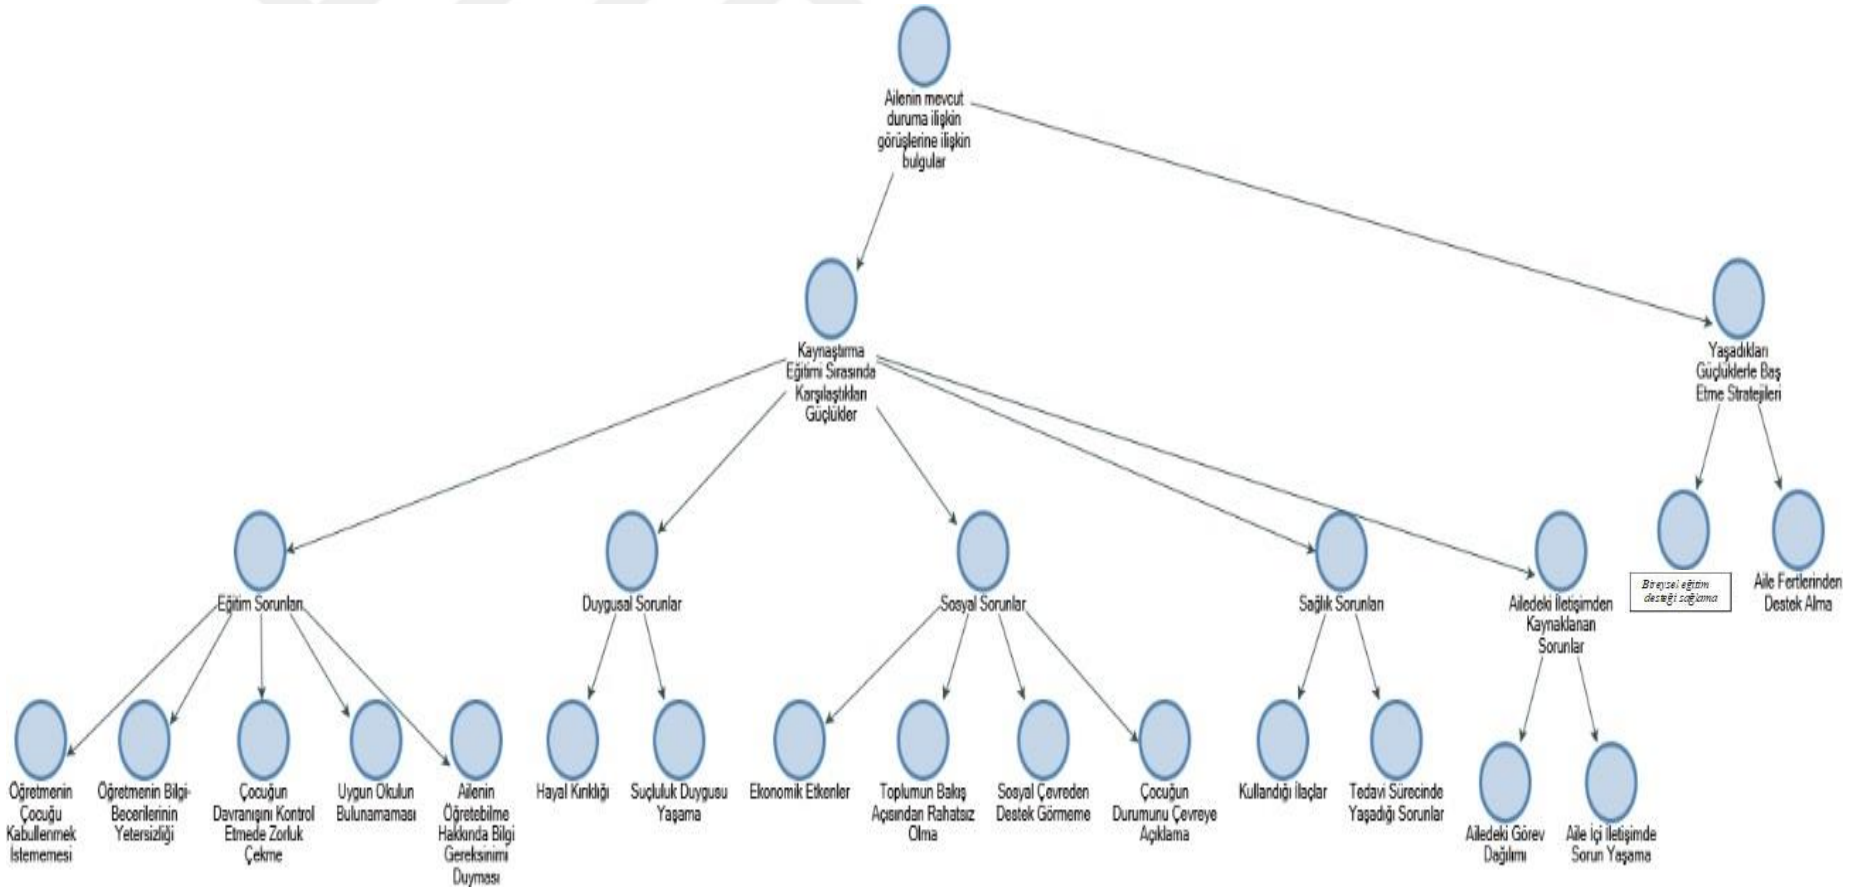 Ailenin mevcut
duruma ilişkin
görüşlerine ilişkin
bulgular
Kaynaştırma
Eğitimi Sırasında
Karşılaştıkları
Güçlükler
Yaşadıkları
Güçlüklerle Baş
Etme Stratejileri
Eğitim Sorunları
Duygusal Sorunlar
Sosyal Sorunlar
Sağlık Sorunları
Ailedeki İletişimden
Kaynaklanan
Sorunlar
Bireysel eğitim
desteği sağlama
Aile Fertlerinden
Destek Alma
Öğretmenin
Çocuğu
Kabullenmek
İstememesi
Öğretmenin Bilgi-
Becerilerinin
Yetersizliği
Çocuğun
Davranışını Kontrol
Etmede Zorluk
Çekme
Uygun Okulun
Bulunamaması
Ailenin
Öğretebilme
Hakkında Bilgi
Gereksinimi
Duyması
Hayal Kırıklığı
Suçluluk Duygusu
Yaşama
Ekonomik Etkenler
Toplumun Bakış
Açısından Rahatsız
Olma
Sosyal Çevreden
Destek Görmeme
Çocuğun
Durumunu Çevreye
Açıklama
Kullandığı İlaçlar
Tedavi Sürecinde
Yaşadığı Sorunlar
Ailedeki Görev
Dağılımı
Aile İçi İletişimde
Sorun Yaşama